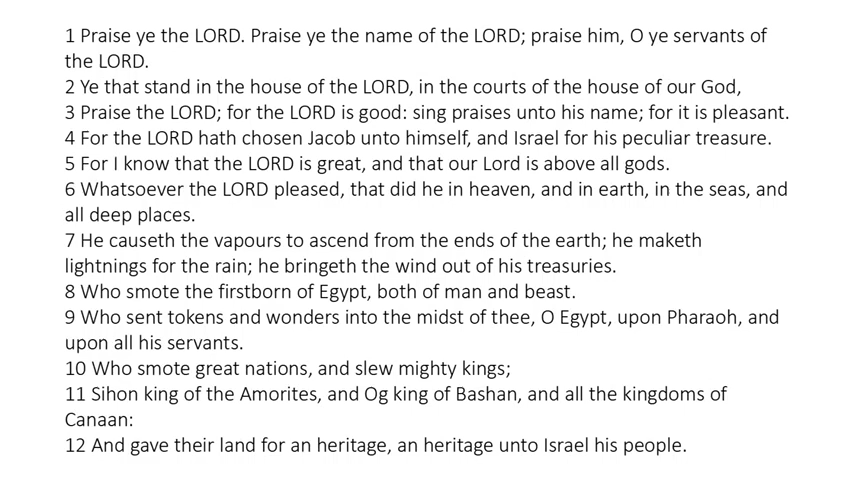 1 Praise ye the LORD. Praise ye the name of the LORD; praise him, O ye servants of
the LORD.
2 Ye that stand in the house of the LORD, in the courts of the house of our God,
3 Praise the LORD; for the LORD is good: sing praises unto his name; for it is pleasant.
4 For the LORD hath chosen Jacob unto himself, and Israel for his peculiar treasure.
5 For I know that the LORD is great, and that our Lord is above all gods.
6 Whatsoever the LORD pleased, that did he in heaven, and in earth, in the seas, and
all deep places.
7 He causeth the vapours to ascend from the ends of the earth; he maketh
lightnings for the rain; he bringeth the wind out of his treasuries.
8 Who smote the firstborn of Egypt, both of man and beast.
9 Who sent tokens and wonders into the midst of thee, O Egypt, upon Pharaoh, and
upon all his servants.
10 Who smote great nations, and slew mighty kings;
11 Sihon king of the Amorites, and Og king of Bashan, and all the kingdoms of
Canaan:
12 And gave their land for an heritage, an heritage unto Israel his people.